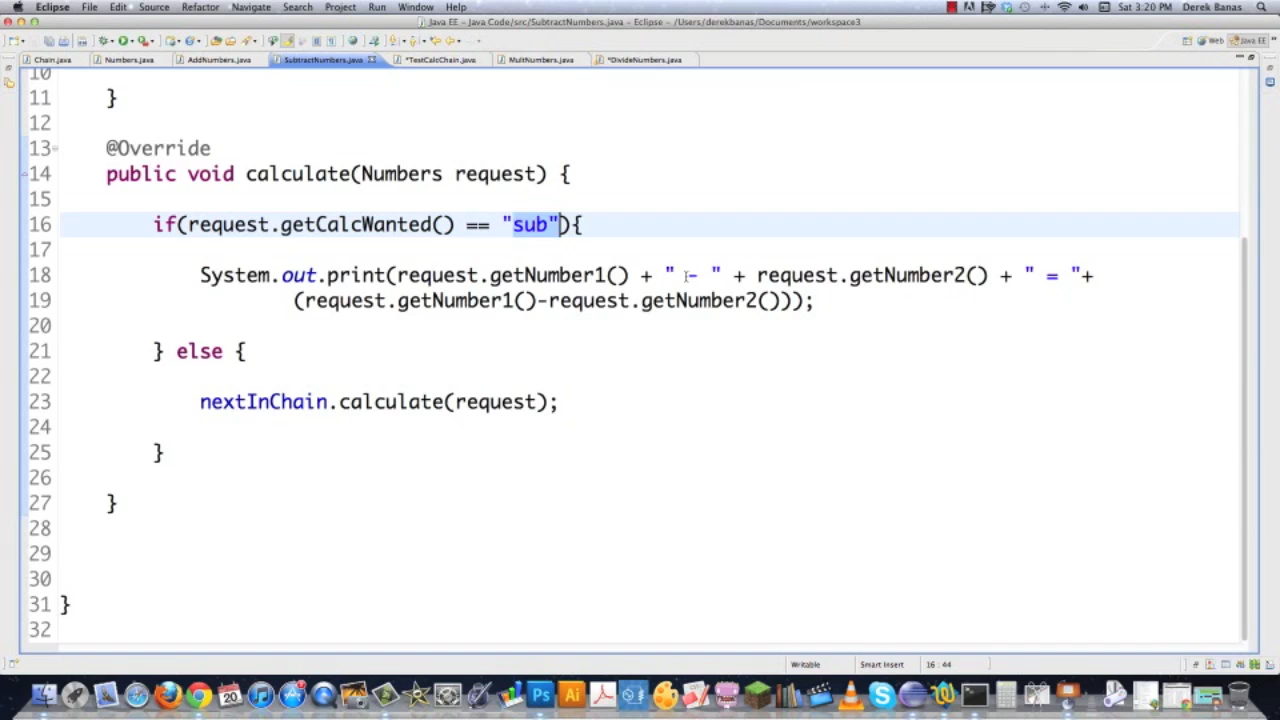 Eclipse File Edit Source Refactor Navigate Search Project Run Window Help Sat 3:20 PM Derek Banas
Java EE - Java Code/src/SubtractNumbers.java - Eclipse - /Users/derekbanas/Documents/workspace3
Web Java EE
Chain.java Numbers.java AddNumbers.java SubtractNumbers.java *TestCalcChain.java MultNumbers.java *DivideNumbers.java
10
11 }
12
13 @Override
14 public void calculate(Numbers request) {
15
16 if(request.getCalcWanted() == "sub"){
17
18 System.out.print(request.getNumber1() + " - " + request.getNumber2() + " = "+
19 (request.getNumber1()-request.getNumber2()));
20
21 } else {
22
23 nextInChain.calculate(request);
24
25 }
26
27 }
28
29
30
31 }
32
Writable Smart Insert 16 : 44